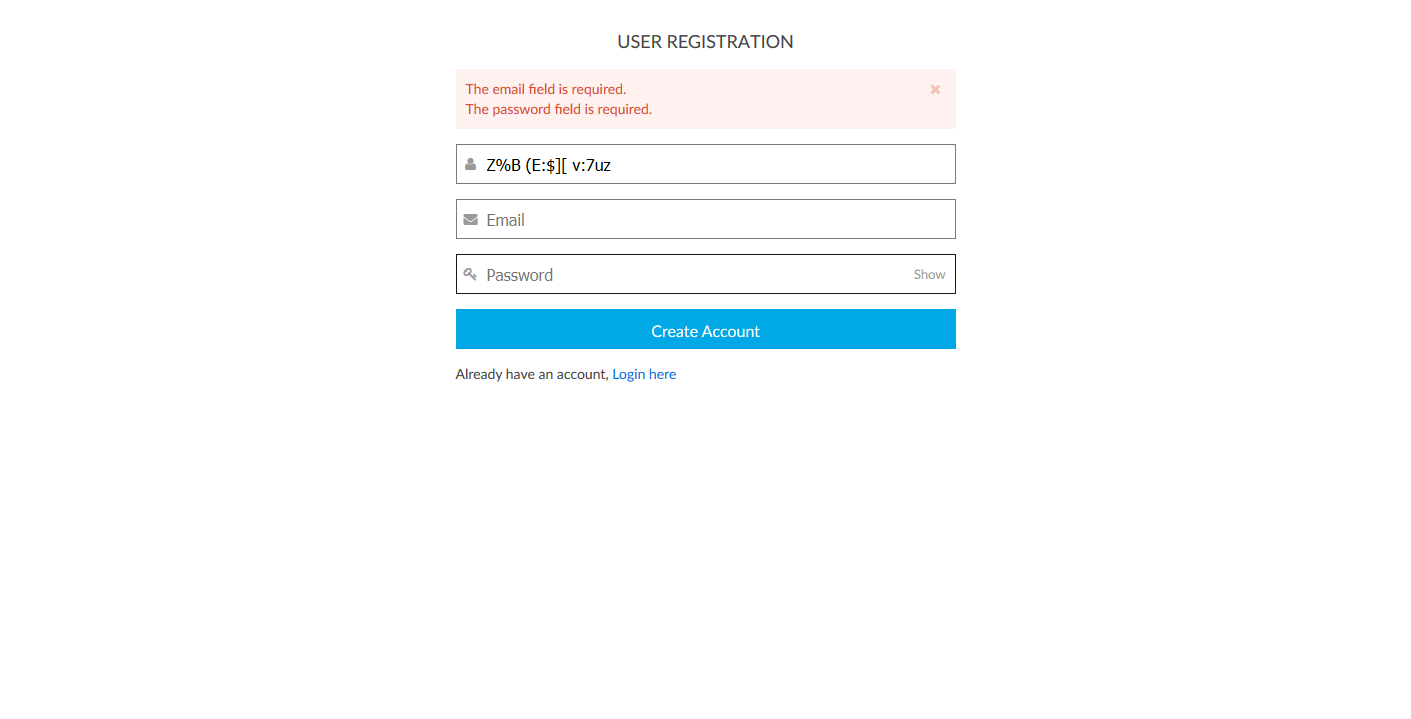 USER REGISTRATION
The email field is required.
The password field is required.
Z%B (E:$][ v:7uz
Email
Password Show
Create Account
Already have an account, Login here